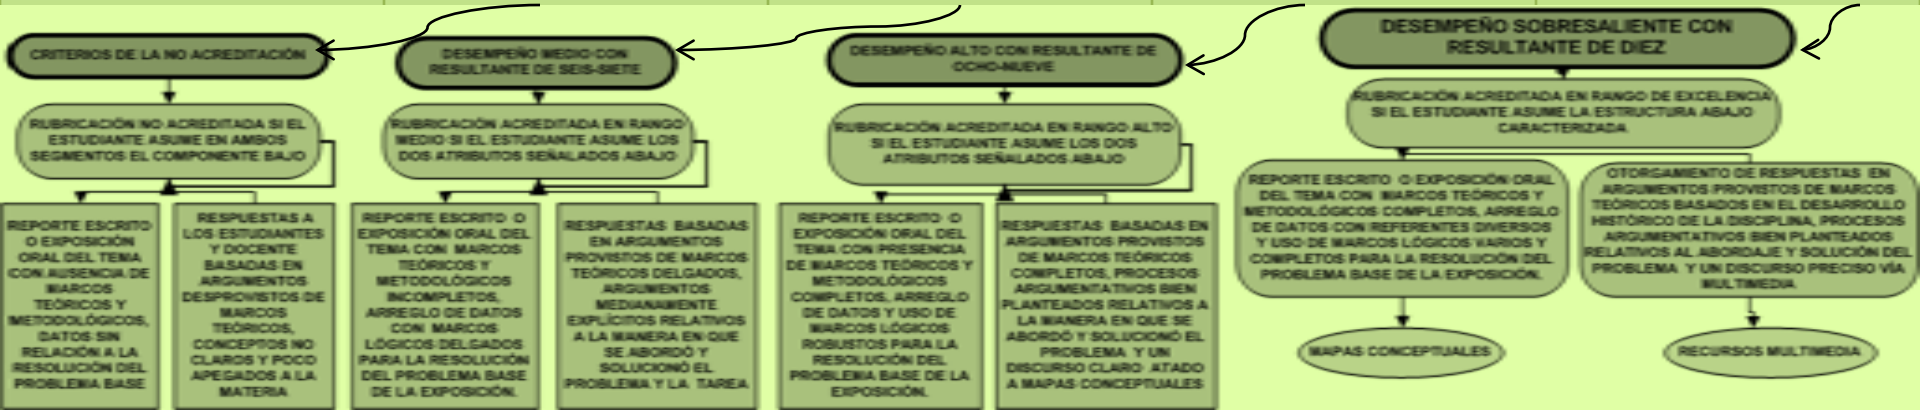 CRITERIOS DE LA NO ACREDITACIÓN
RUBRICACIÓN NO ACREDITADA SI EL
ESTUDIANTE ASUME EN AMBOS
SEGMENTOS EL COMPONENTE BAJO
REPORTE ESCRITO
O EXPOSICIÓN
ORAL DEL TEMA
CON AUSENCIA DE
MARCOS
TEÓRICOS Y
METODOLÓGICOS,
DATOS SIN
RELACIÓN A LA
RESOLUCIÓN DEL
PROBLEMA BASE
RESPUESTAS A
LOS ESTUDIANTES
Y DOCENTE
BASADAS EN
ARGUMENTOS
DESPROVISTOS DE
MARCOS
TEÓRICOS,
CONCEPTOS NO
CLAROS Y POCO
APEGADOS A LA
MATERIA
DESEMPEÑO MEDIO CON
RESULTANTE DE SEIS-SIETE
RUBRICACIÓN ACREDITADA EN RANGO
MEDIO SI EL ESTUDIANTE ASUME LOS
DOS ATRIBUTOS SEÑALADOS ABAJO
REPORTE ESCRITO O
EXPOSICIÓN ORAL DEL
TEMA CON MARCOS
TEÓRICOS Y
METODOLÓGICOS
INCOMPLETOS,
ARREGLO DE DATOS
CON MARCOS
LÓGICOS DELGADOS
PARA LA RESOLUCIÓN
DEL PROBLEMA BASE
DE LA EXPOSICIÓN.
RESPUESTAS BASADAS
EN ARGUMENTOS
PROVISTOS DE MARCOS
TEÓRICOS DELGADOS,
ARGUMENTOS
MEDIANAMENTE
EXPLÍCITOS RELATIVOS
A LA MANERA EN QUE
SE ABORDÓ Y
SOLUCIONÓ EL
PROBLEMA Y LA TAREA
DESEMPEÑO ALTO CON RESULTANTE DE
OCHO-NUEVE
RUBRICACIÓN ACREDITADA EN RANGO ALTO
SI EL ESTUDIANTE ASUME LOS DOS
ATRIBUTOS SEÑALADOS ABAJO
REPORTE ESCRITO O
EXPOSICIÓN ORAL DEL
TEMA CON PRESENCIA
DE MARCOS TEÓRICOS Y
METODOLÓGICOS
COMPLETOS, ARREGLO
DE DATOS Y USO DE
MARCOS LÓGICOS
ROBUSTOS PARA LA
RESOLUCIÓN DEL
PROBLEMA BASE DE LA
EXPOSICIÓN.
RESPUESTAS BASADAS EN
ARGUMENTOS PROVISTOS
DE MARCOS TEÓRICOS
COMPLETOS, PROCESOS
ARGUMENTATIVOS BIEN
PLANTEADOS RELATIVOS A
LA MANERA EN QUE SE
ABORDÓ Y SOLUCIONÓ EL
PROBLEMA Y UN
DISCURSO CLARO ATADO
A MAPAS CONCEPTUALES
DESEMPEÑO SOBRESALIENTE CON
RESULTANTE DE DIEZ
RUBRICACIÓN ACREDITADA EN RANGO DE EXCELENCIA
SI EL ESTUDIANTE ASUME LA ESTRUCTURA ABAJO
CARACTERIZADA
REPORTE ESCRITO O EXPOSICIÓN ORAL
DEL TEMA CON MARCOS TEÓRICOS Y
METODOLÓGICOS COMPLETOS, ARREGLO
DE DATOS CON REFERENTES DIVERSOS
Y USO DE MARCOS LÓGICOS VARIOS Y
COMPLETOS PARA LA RESOLUCIÓN DEL
PROBLEMA BASE DE LA EXPOSICIÓN.
MAPAS CONCEPTUALES
OTORGAMIENTO DE RESPUESTAS EN
ARGUMENTOS PROVISTOS DE MARCOS
TEÓRICOS BASADOS EN EL DESARROLLO
HISTÓRICO DE LA DISCIPLINA, PROCESOS
ARGUMENTATIVOS BIEN PLANTEADOS
RELATIVOS AL ABORDAJE Y SOLUCIÓN DEL
PROBLEMA Y UN DISCURSO PRECISO VÍA
MULTIMEDIA
RECURSOS MULTIMEDIA